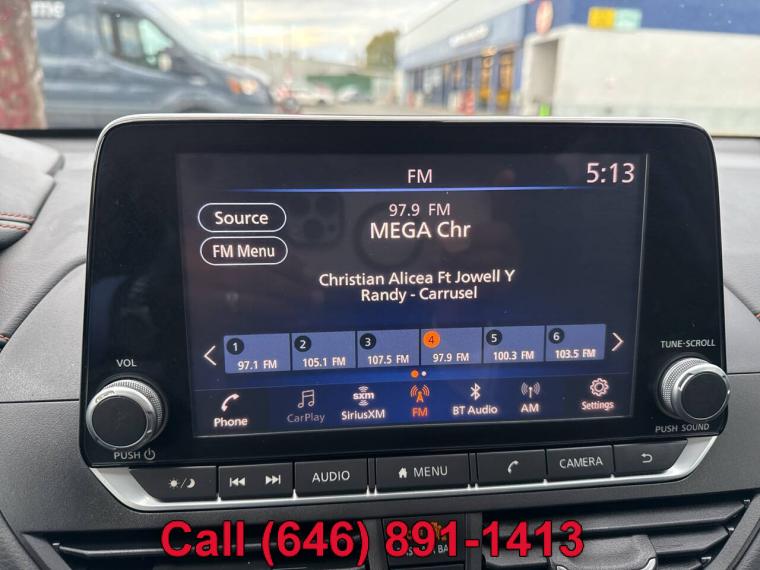 FM
5:13
Source
97.9 FM
FM Menu
MEGA Chr
Christian Alicea Ft Jowell Y
Randy - Carrusel
1 2 3 4 5 6
97.1 FM 105.1 FM 107.5 FM 97.9 FM 100.3 FM 103.5 FM
VOL
TUNE•SCROLL
sxm
Phone CarPlay SiriusXM FM BT Audio AM Settings
PUSH
PUSH SOUND
AUDIO MENU CAMERA
Call (646) 891-1413